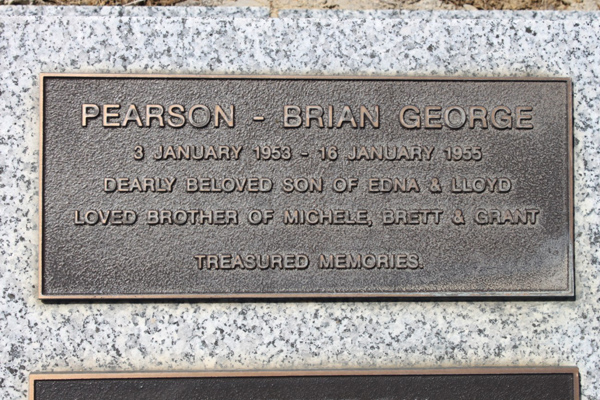 PEARSON - BRIAN GEORGE
3 JANUARY 1953 - 16 JANUARY 1955
DEARLY BELOVED SON OF EDNA & LLOYD
LOVED BROTHER OF MICHELE, BRETT & GRANT
TREASURED MEMORIES.